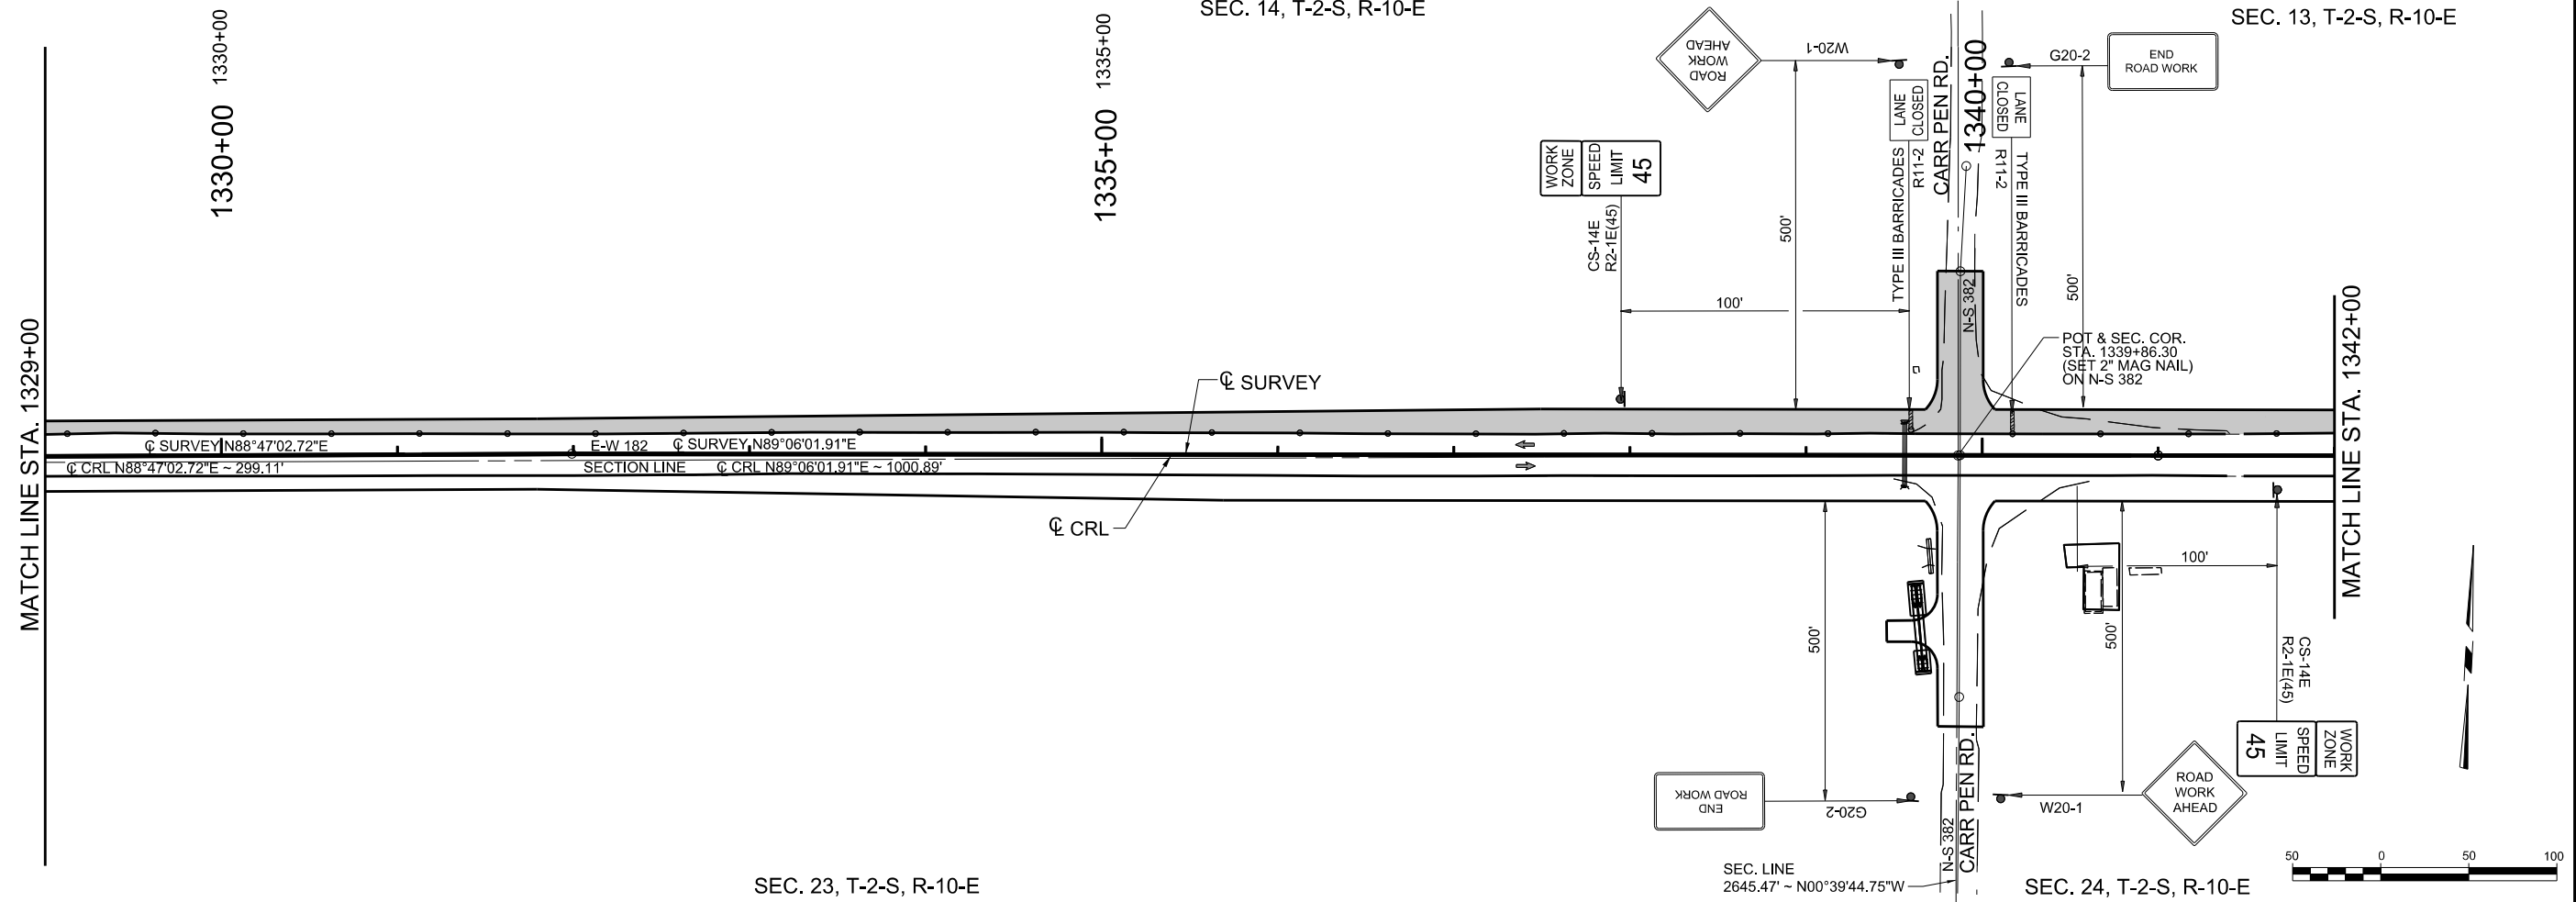 SEC. 14, T-2-S, R-10-E
SEC. 13, T-2-S, R-10-E
1330+00
1330+00
1335+00
1335+00
ROAD
WORK
AHEAD
W20-1
CARR PEN RD.
1340+00
G20-2
END
ROAD WORK
LANE
CLOSED
R11-2
TYPE III BARRICADES
LANE
CLOSED
R11-2
TYPE III BARRICADES
WORK
ZONE
SPEED
LIMIT
45
CS-14E
R2-1E(45)
500'
500'
100'
N-S 382
POT & SEC. COR.
STA. 1339+86.30
(SET 2" MAG NAIL)
ON N-S 382
MATCH LINE STA. 1329+00
MATCH LINE STA. 1342+00
℄ SURVEY
℄ SURVEY N88°47'02.72"E
E-W 182
℄ SURVEY N89°06'01.91"E
℄ CRL N88°47'02.72"E ~ 299.11'
SECTION LINE
℄ CRL N89°06'01.91"E ~ 1000.89'
℄ CRL
100'
500'
500'
CS-14E
R2-1E(45)
WORK
ZONE
SPEED
LIMIT
45
END
ROAD WORK
G20-2
W20-1
ROAD
WORK
AHEAD
N-S 382
CARR PEN RD.
SEC. LINE
2645.47' ~ N00°39'44.75"W
SEC. 23, T-2-S, R-10-E
SEC. 24, T-2-S, R-10-E
50 0 50 100